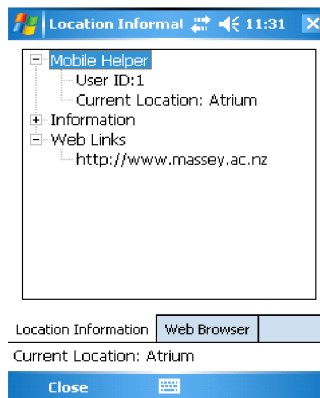 Location Informal 11:31
Mobile Helper
User ID:1
Current Location: Atrium
Information
Web Links
http://www.massey.ac.nz
Location Information Web Browser
Current Location: Atrium
Close